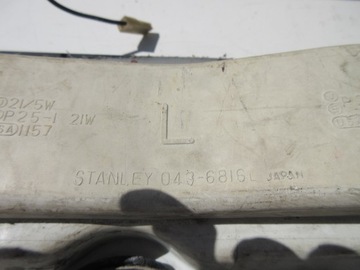 21/5W
P25-1 21W
1157
L
STANLEY 043-6816L JAPAN